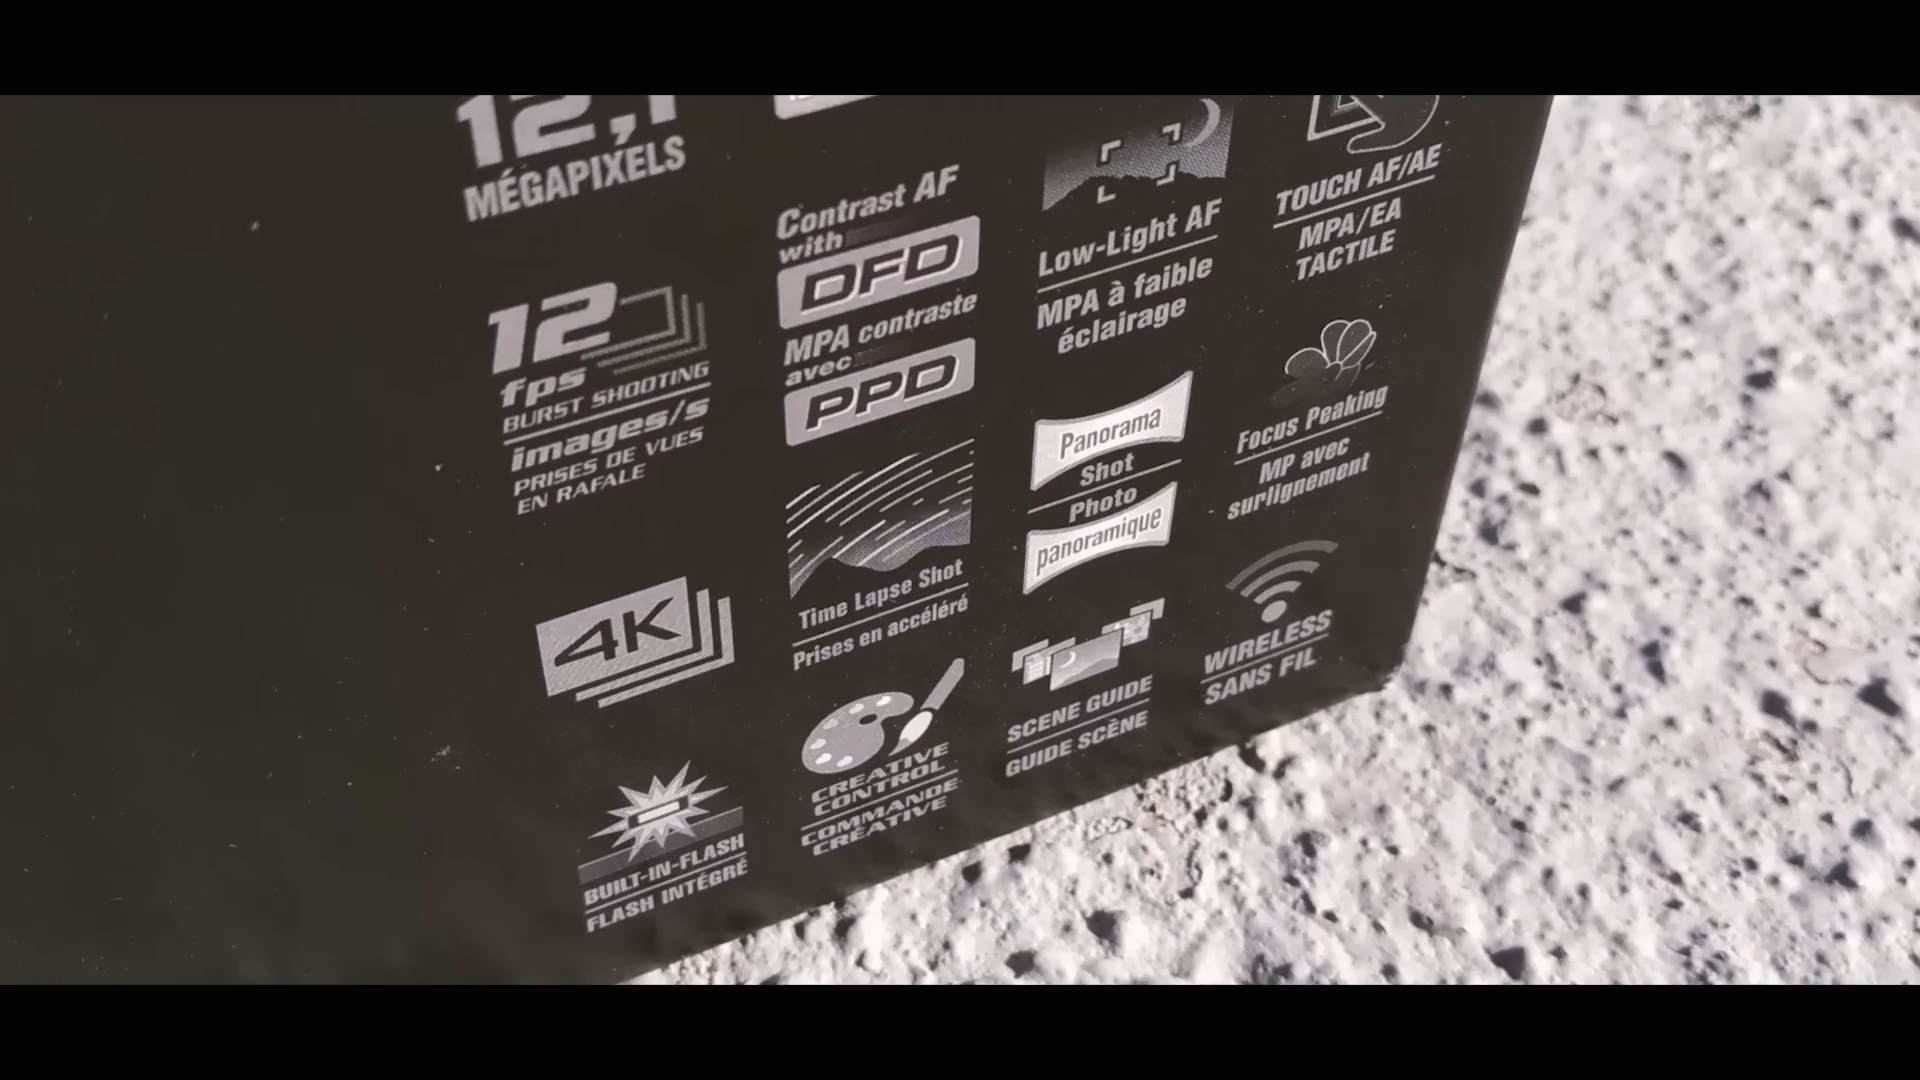 12,1
MÉGAPIXELS
12
fps
BURST SHOOTING
images/s
PRISES DE VUES
EN RAFALE
4K
BUILT-IN-FLASH
FLASH INTÉGRÉ
Contrast AF
with
DFD
MPA contraste
avec
PPD
Time Lapse Shot
Prises en accéléré
CREATIVE
CONTROL
COMMANDE
CRÉATIVE
Low-Light AF
MPA à faible
éclairage
Panorama
Shot
Photo
panoramique
SCENE GUIDE
GUIDE SCÈNE
TOUCH AF/AE
MPA/EA
TACTILE
Focus Peaking
MP avec
surlignement
WIRELESS
SANS FIL